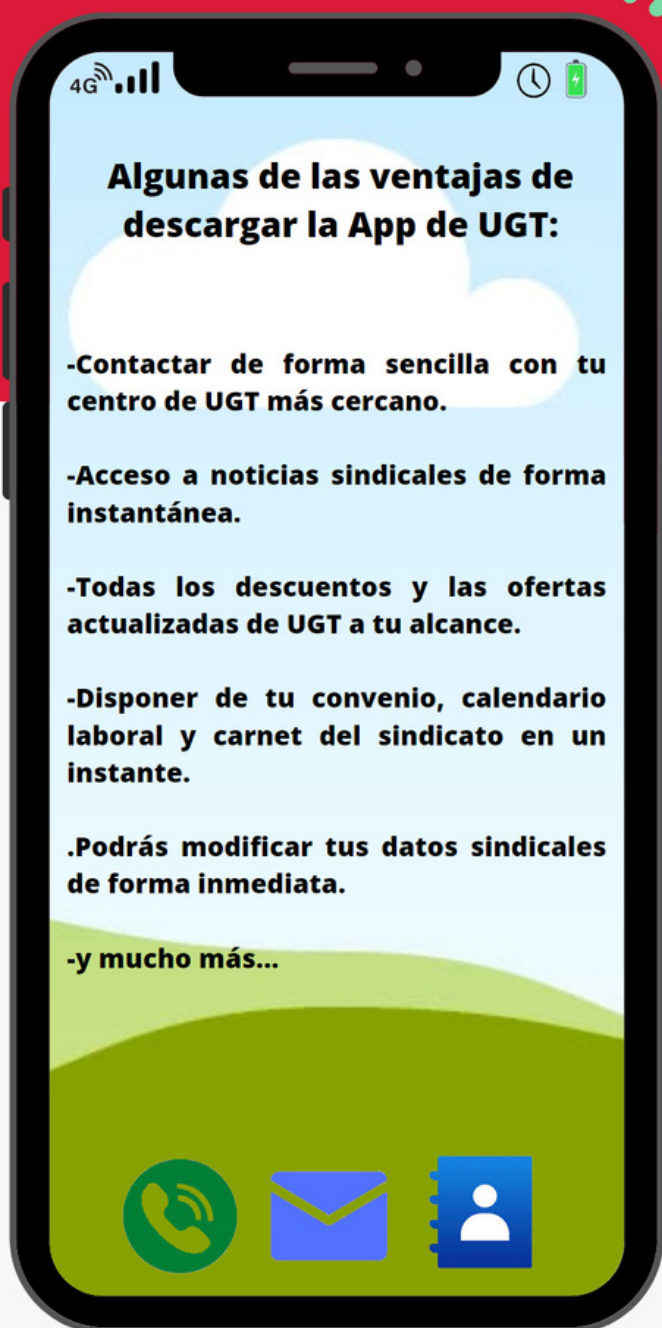 4G
Algunas de las ventajas de
descargar la App de UGT:
-Contactar de forma sencilla con tu
centro de UGT más cercano.
-Acceso a noticias sindicales de forma
instantánea.
-Todas los descuentos y las ofertas
actualizadas de UGT a tu alcance.
-Disponer de tu convenio, calendario
laboral y carnet del sindicato en un
instante.
.Podrás modificar tus datos sindicales
de forma inmediata.
-y mucho más...